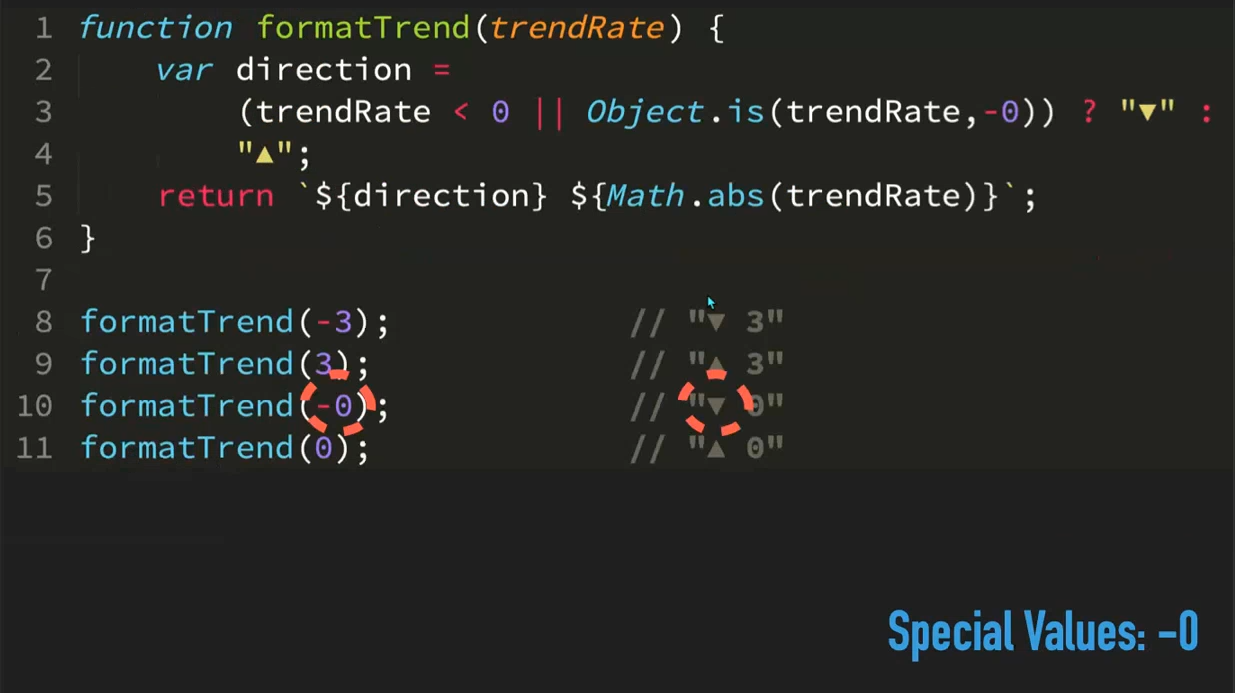 1 function formatTrend(trendRate) {
2 var direction =
3 (trendRate < 0 || Object.is(trendRate,-0)) ? "▼" :
4 "▲";
5 return `${direction} ${Math.abs(trendRate)}`;
6 }
7
8 formatTrend(-3); // "▼ 3"
9 formatTrend(3); // "▲ 3"
10 formatTrend(-0); // "▼ 0"
11 formatTrend(0); // "▲ 0"
Special Values: -0